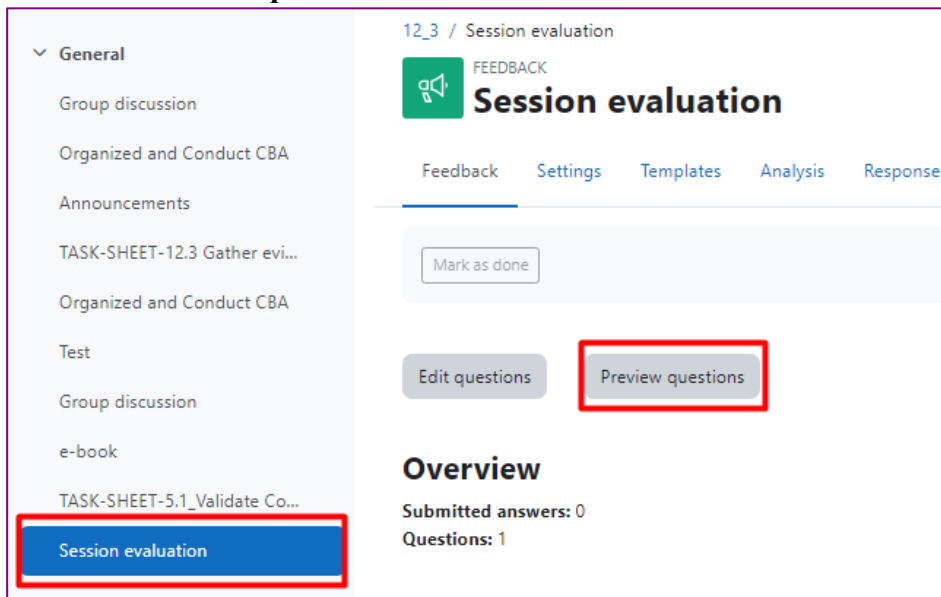 General
Group discussion
Organized and Conduct CBA
Announcements
TASK-SHEET-12.3 Gather evi...
Organized and Conduct CBA
Test
Group discussion
e-book
TASK-SHEET-5.1_Validate Co...
Session evaluation
12_3 / Session evaluation
FEEDBACK
Session evaluation
Feedback Settings Templates Analysis Response
Mark as done
Edit questions Preview questions
Overview
Submitted answers: 0
Questions: 1